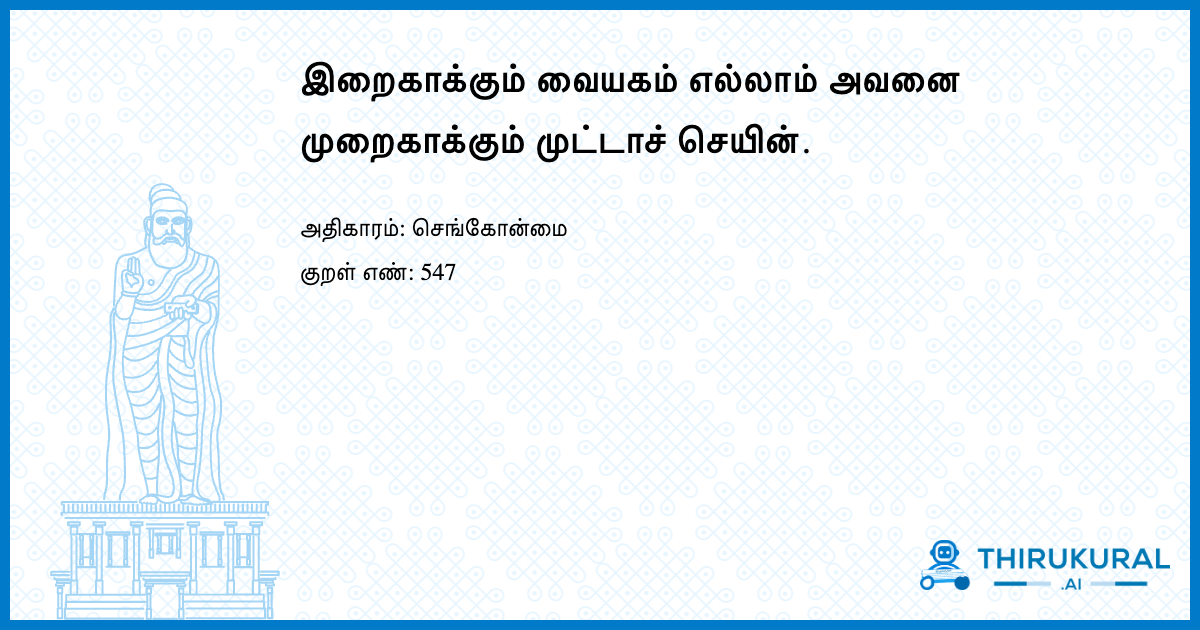 இறைகாக்கும் வையகம் எல்லாம் அவனை
முறைகாக்கும் முட்டாச் செயின்.
அதிகாரம்: செங்கோன்மை
குறள் எண்: 547
THIRUKURAL
.AI